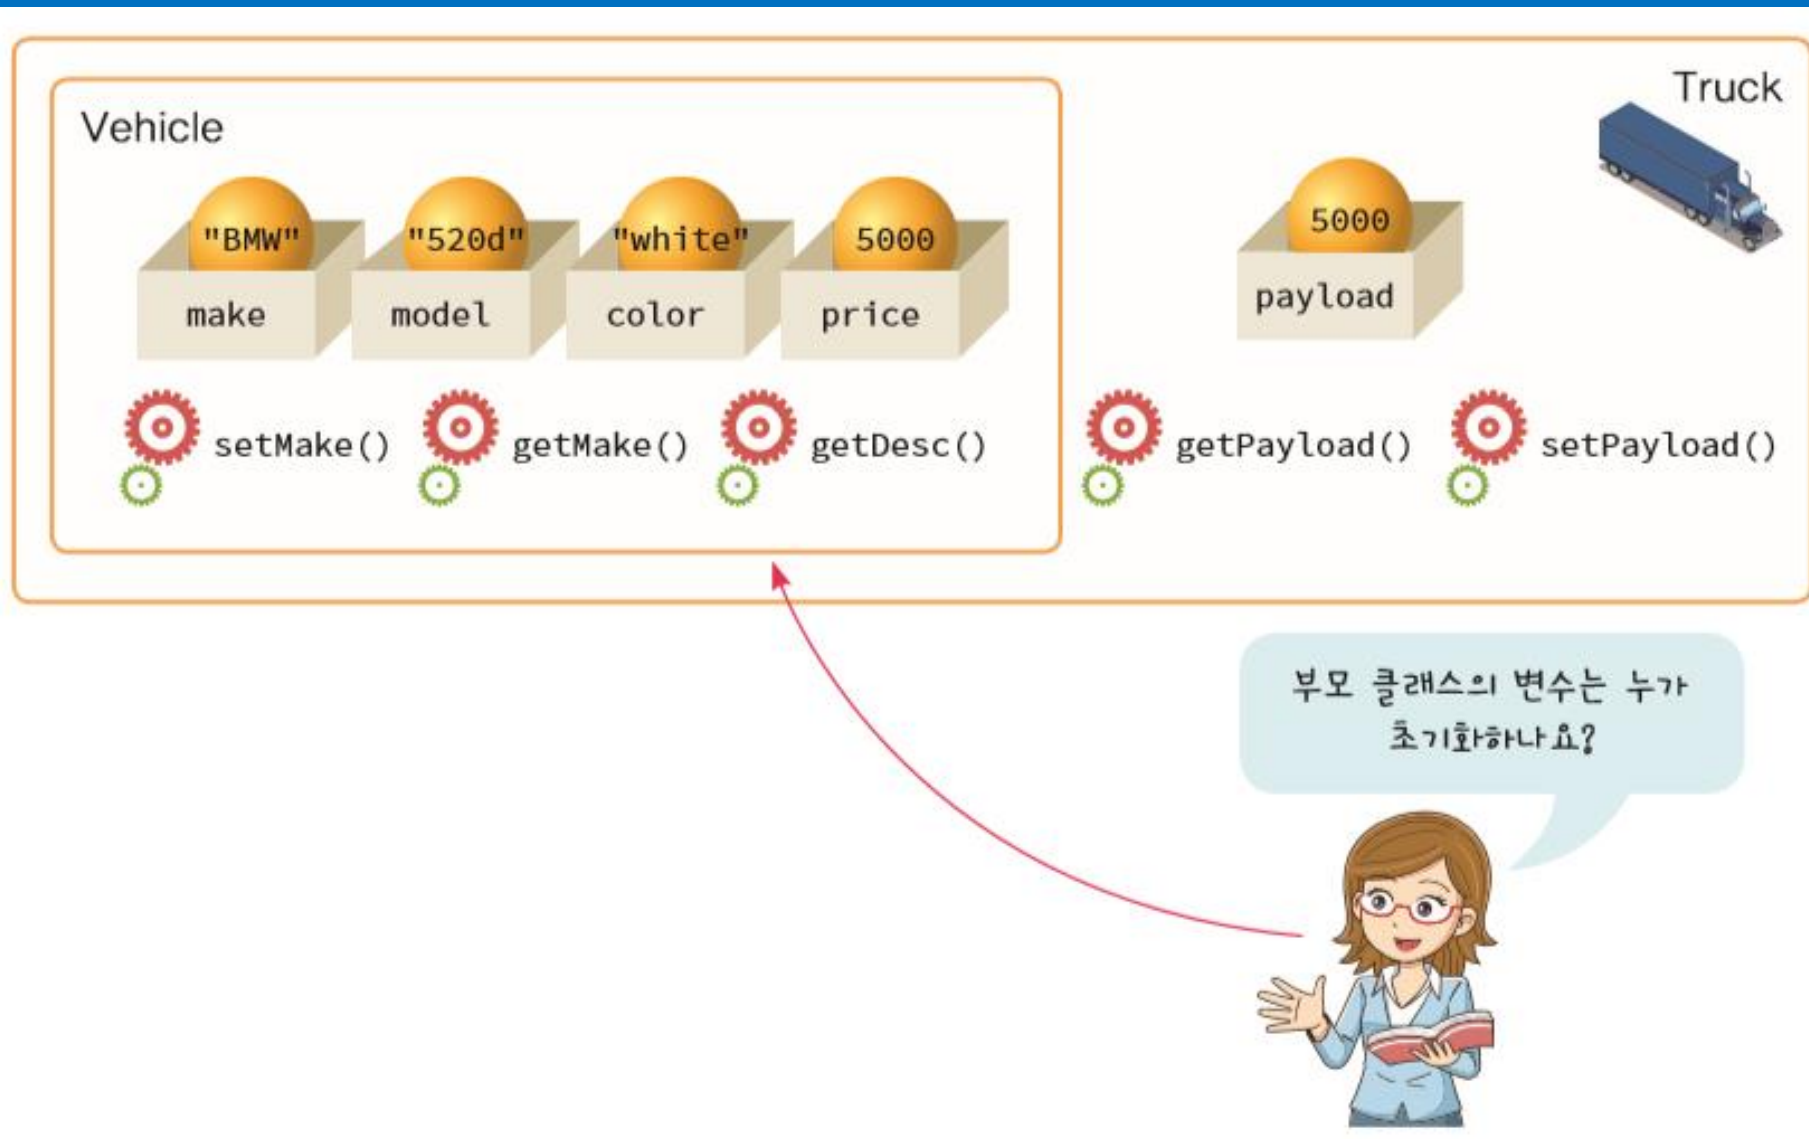 Truck
Vehicle
"BMW" "520d" "white" 5000 5000
make model color price payload
setMake() getMake() getDesc() getPayload() setPayload()
부모 클래스의 변수는 누가
초기화하나요?